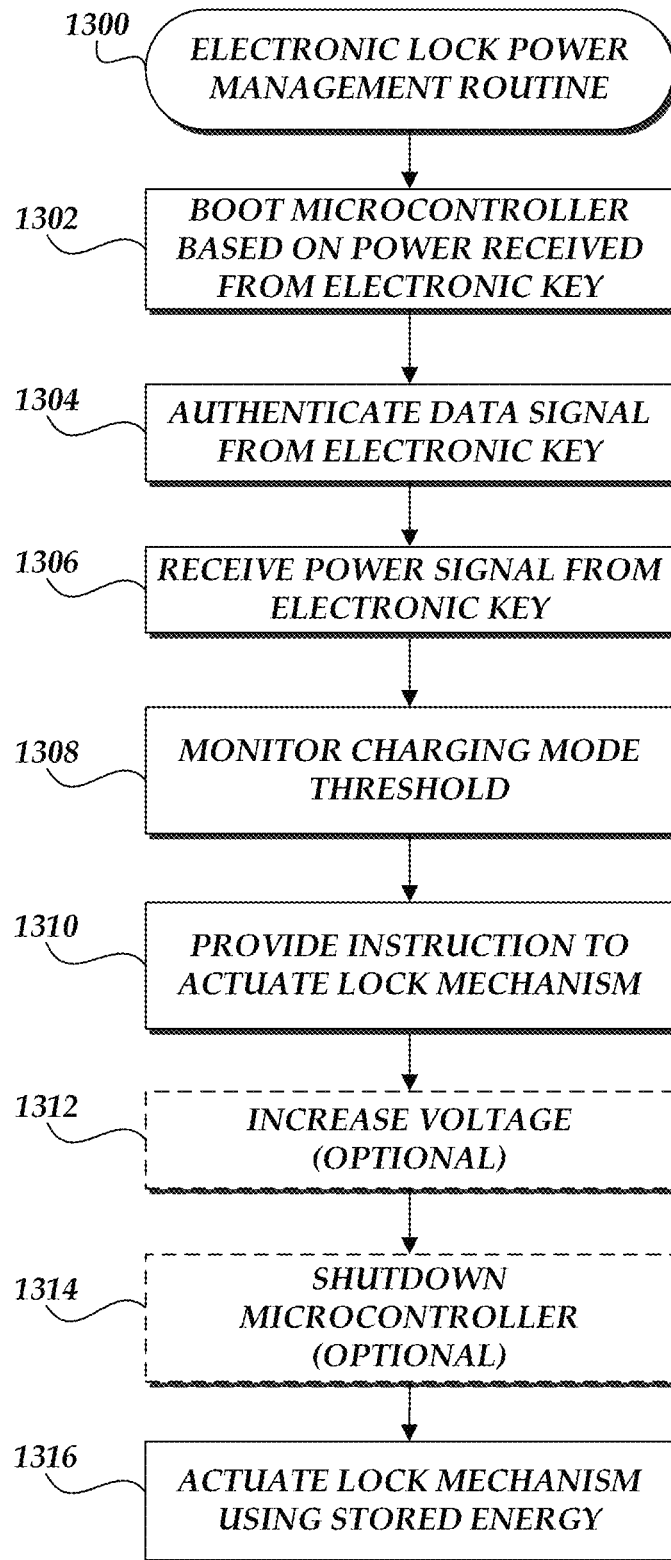 1300
ELECTRONIC LOCK POWER
MANAGEMENT ROUTINE
1302
BOOT MICROCONTROLLER
BASED ON POWER RECEIVED
FROM ELECTRONIC KEY
1304
AUTHENTICATE DATA SIGNAL
FROM ELECTRONIC KEY
1306
RECEIVE POWER SIGNAL FROM
ELECTRONIC KEY
1308
MONITOR CHARGING MODE
THRESHOLD
1310
PROVIDE INSTRUCTION TO
ACTUATE LOCK MECHANISM
1312
INCREASE VOLTAGE
(OPTIONAL)
1314
SHUTDOWN
MICROCONTROLLER
(OPTIONAL)
1316
ACTUATE LOCK MECHANISM
USING STORED ENERGY